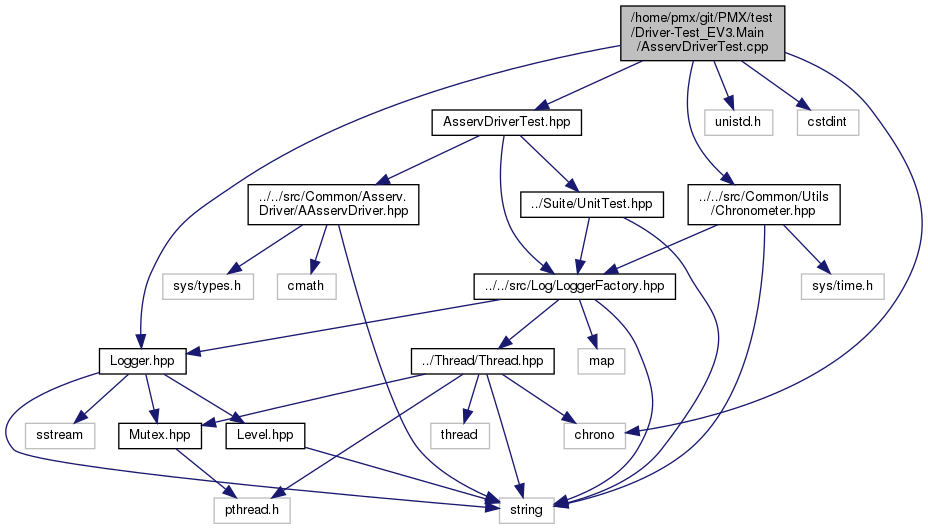 /home/pmx/git/PMX/test
/Driver-Test_EV3.Main
/AsservDriverTest.cpp
AsservDriverTest.hpp
unistd.h
cstdint
../../src/Common/Asserv.
Driver/AAsservDriver.hpp
../Suite/UnitTest.hpp
../../src/Common/Utils
/Chronometer.hpp
sys/types.h
cmath
../../src/Log/LoggerFactory.hpp
sys/time.h
Logger.hpp
../Thread/Thread.hpp
map
sstream
Mutex.hpp
Level.hpp
thread
chrono
pthread.h
string